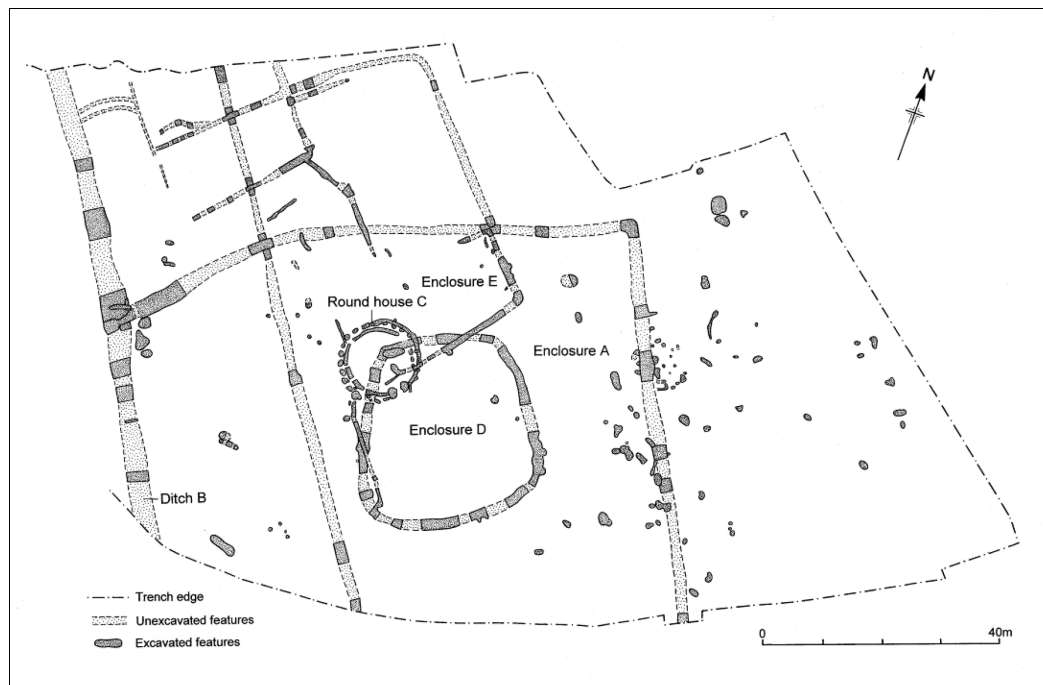 N
Enclosure E
Round house C
Enclosure A
Enclosure D
Ditch B
Trench edge
Unexcavated features
Excavated features
0
40m